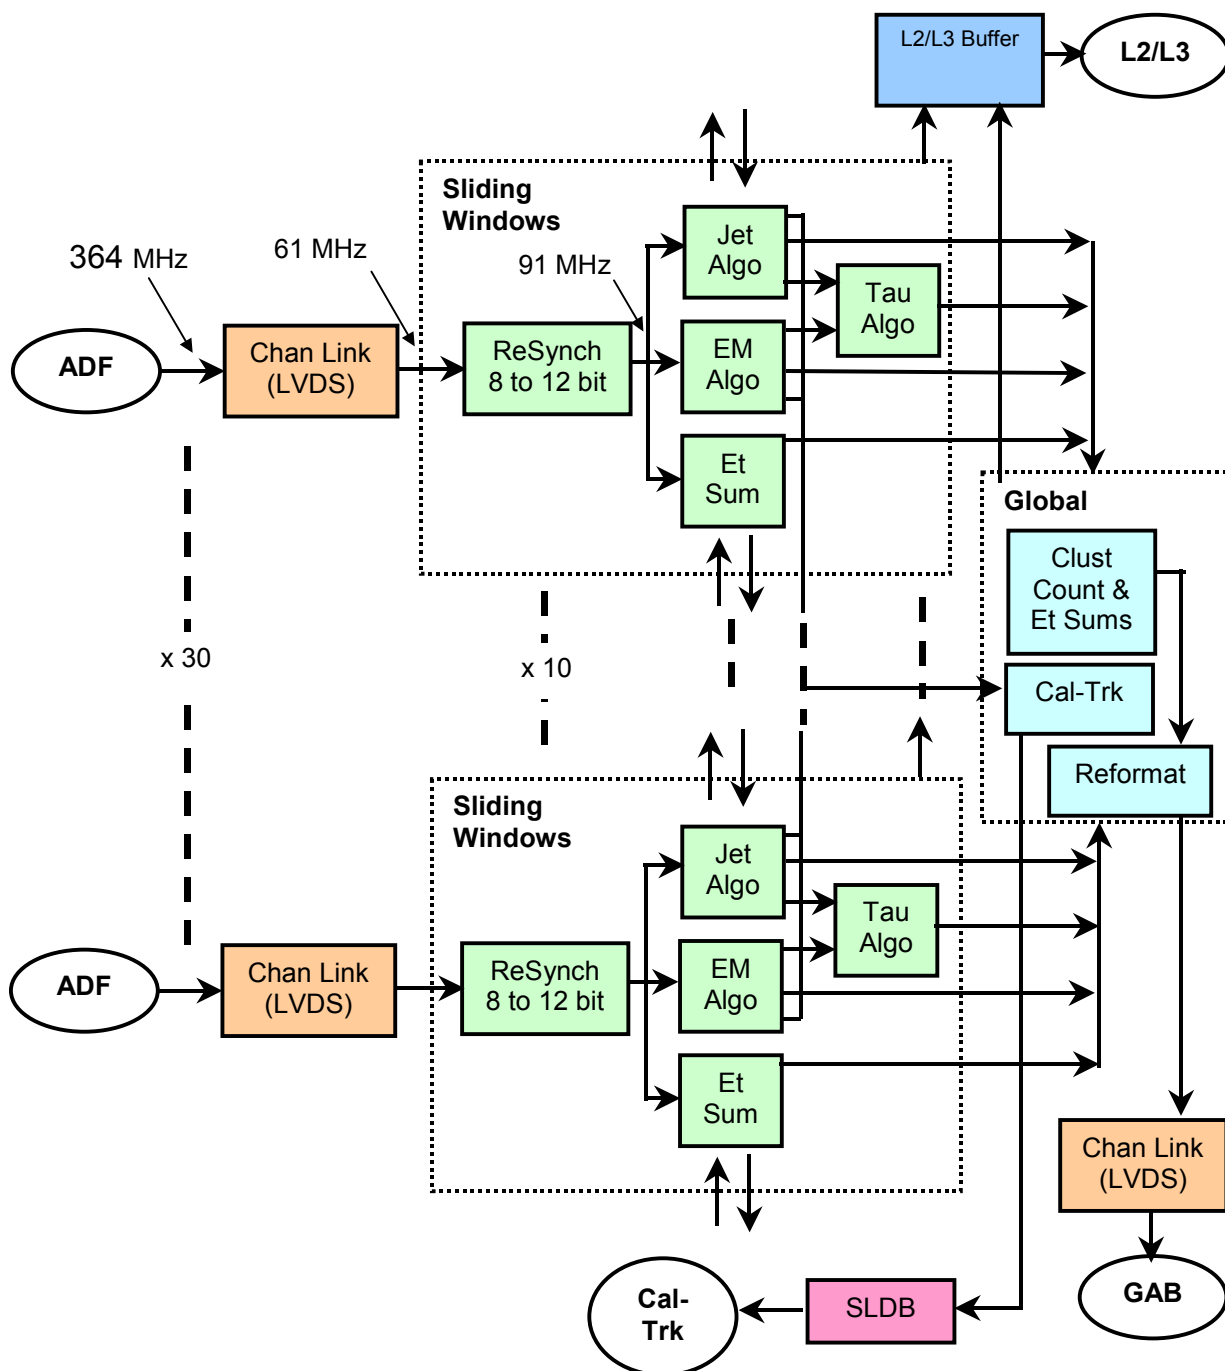 L2/L3 Buffer
L2/L3
Sliding
Windows
364 MHz
61 MHz
91 MHz
Jet
Algo
Tau
Algo
ADF
Chan Link
(LVDS)
ReSynch
8 to 12 bit
EM
Algo
Et
Sum
Global
Clust
Count &
Et Sums
x 30
x 10
Cal-Trk
Reformat
Sliding
Windows
Jet
Algo
Tau
Algo
ADF
Chan Link
(LVDS)
ReSynch
8 to 12 bit
EM
Algo
Et
Sum
Chan Link
(LVDS)
Cal-
Trk
SLDB
GAB